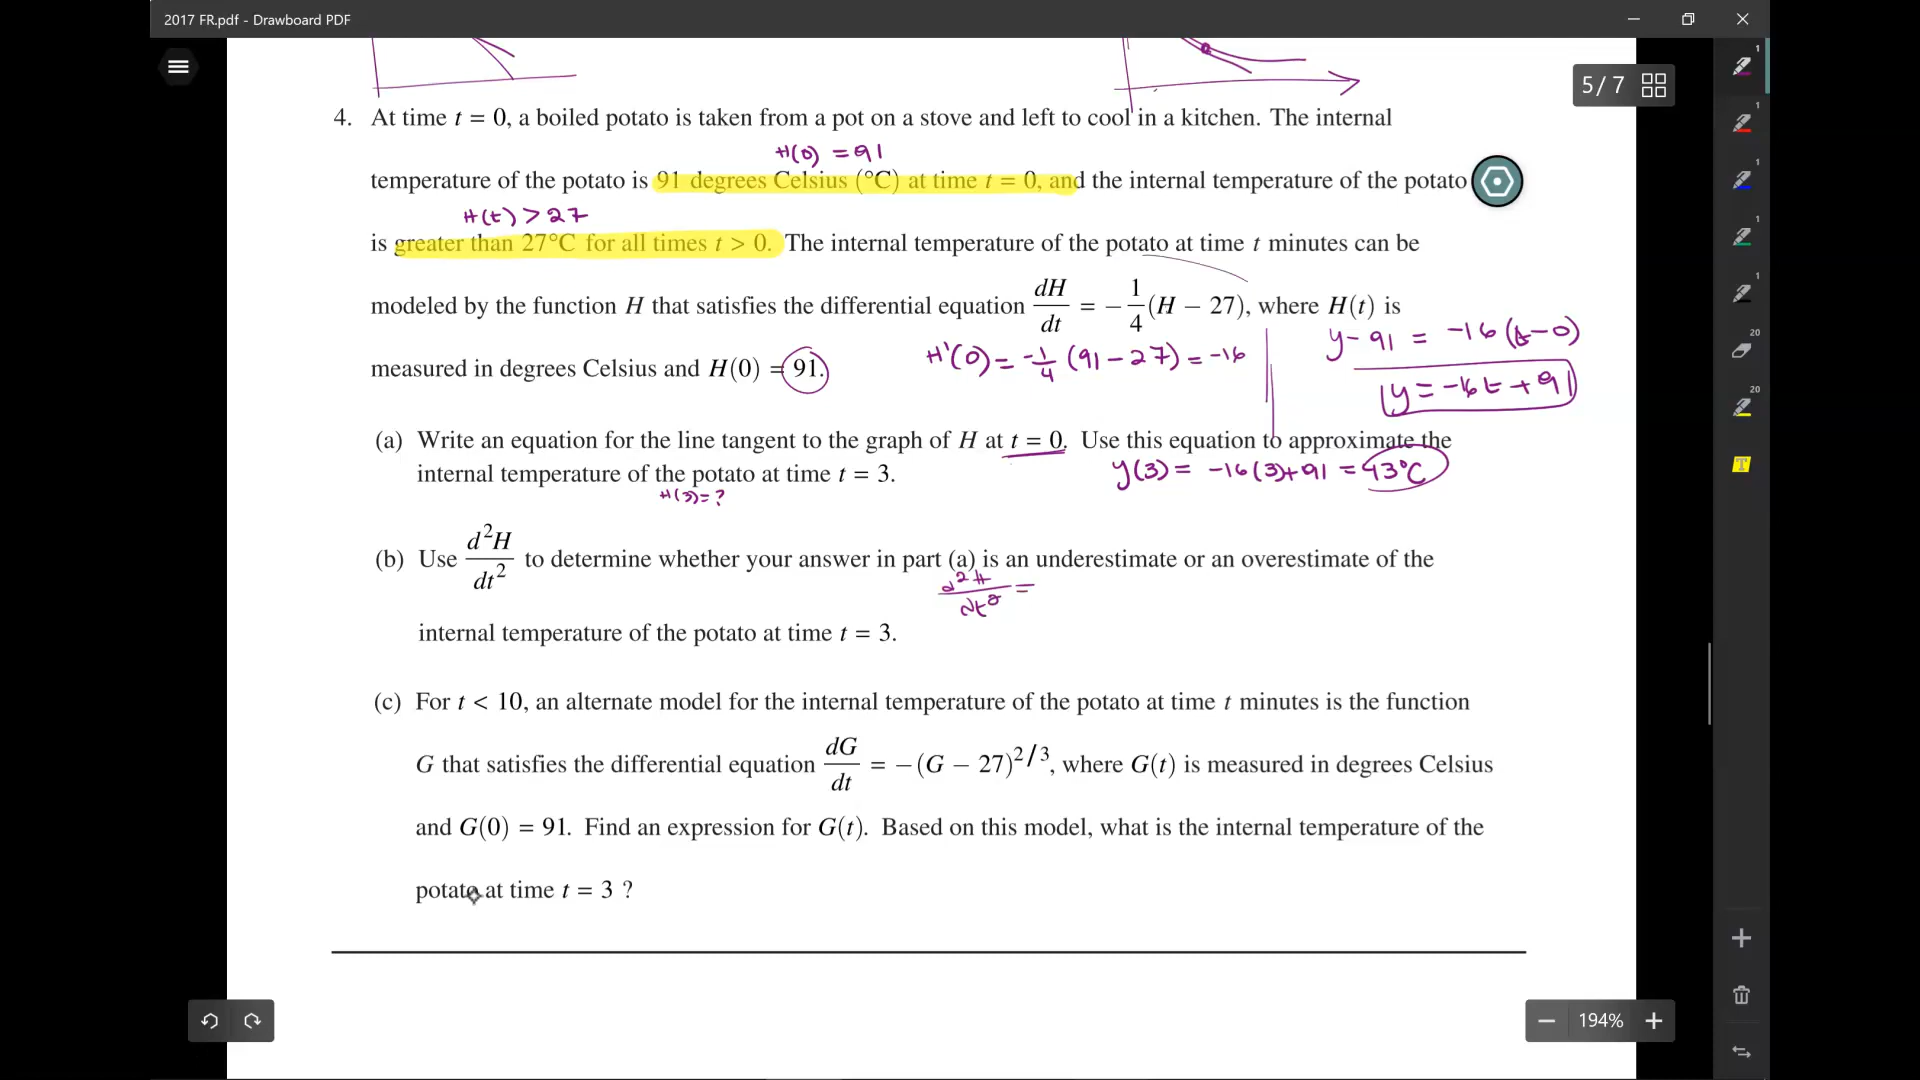 2017 FR.pdf - Drawboard PDF
5 / 7
4. At time t = 0, a boiled potato is taken from a pot on a stove and left to cool in a kitchen. The internal
H(0) = 91
temperature of the potato is 91 degrees Celsius (°C) at time t = 0, and the internal temperature of the potato
H(t) > 27
is greater than 27°C for all times t > 0. The internal temperature of the potato at time t minutes can be
modeled by the function H that satisfies the differential equation dH/dt = −1/4(H − 27), where H(t) is
H'(0) = -1/4 (91 - 27) = -16
y - 91 = -16 (t - 0)
y = -16t + 91
measured in degrees Celsius and H(0) = 91.
(a) Write an equation for the line tangent to the graph of H at t = 0. Use this equation to approximate the
internal temperature of the potato at time t = 3.
y(3) = -16(3) + 91 = 43°C
H(3) = ?
(b) Use d²H/dt² to determine whether your answer in part (a) is an underestimate or an overestimate of the
d²H/dt² =
internal temperature of the potato at time t = 3.
(c) For t < 10, an alternate model for the internal temperature of the potato at time t minutes is the function
G that satisfies the differential equation dG/dt = −(G − 27)^2/3, where G(t) is measured in degrees Celsius
and G(0) = 91. Find an expression for G(t). Based on this model, what is the internal temperature of the
potato at time t = 3 ?
194%
1
1
1
1
1
20
20
T